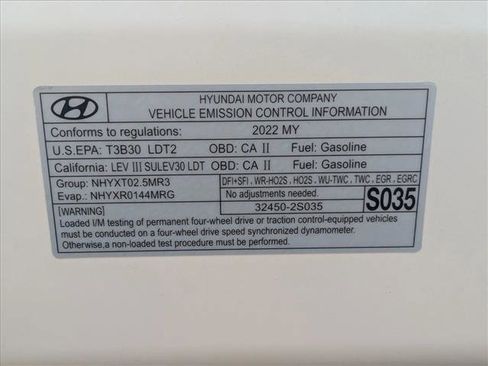 HYUNDAI MOTOR COMPANY
VEHICLE EMISSION CONTROL INFORMATION
Conforms to regulations: 2022 MY
U.S.EPA: T3B30 LDT2 OBD: CA II Fuel: Gasoline
California: LEV III SULEV30 LDT OBD: CA II Fuel: Gasoline
Group: NHYXT02.5MR3
Evap.: NHYXR0144MRG
DFI+SFI , WR-HO2S , HO2S , WU-TWC , TWC , EGR , EGRC
No adjustments needed.
32450-2S035
S035
[WARNING]
Loaded I/M testing of permanent four-wheel drive or traction control-equipped vehicles
must be conducted on a four-wheel drive speed synchronized dynamometer.
Otherwise,a non-loaded test procedure must be performed.